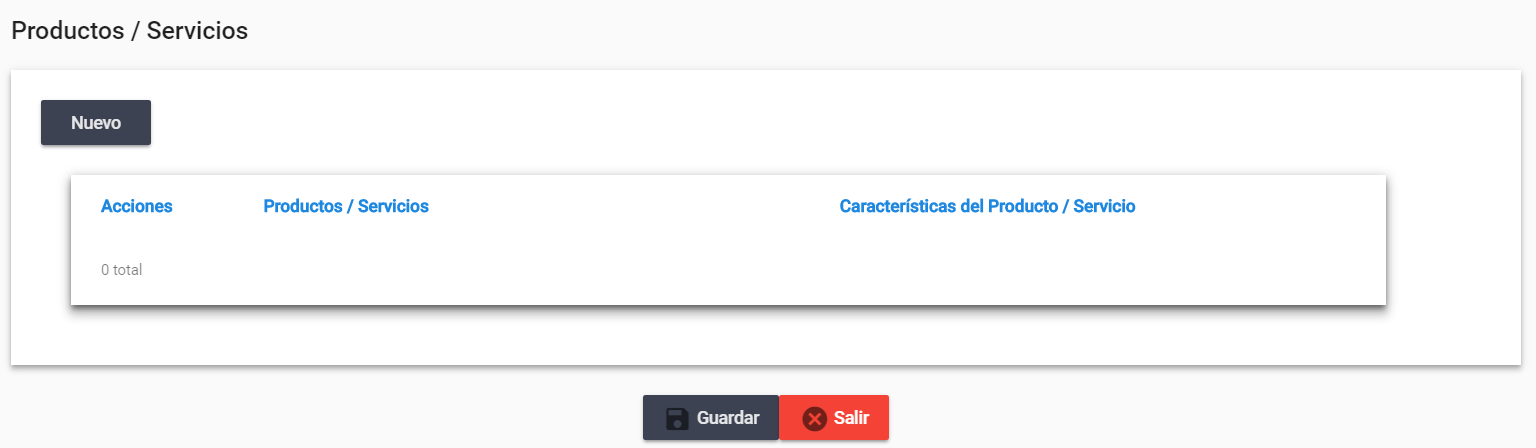 Productos / Servicios
Nuevo
Acciones Productos / Servicios Características del Producto / Servicio
0 total
Guardar Salir